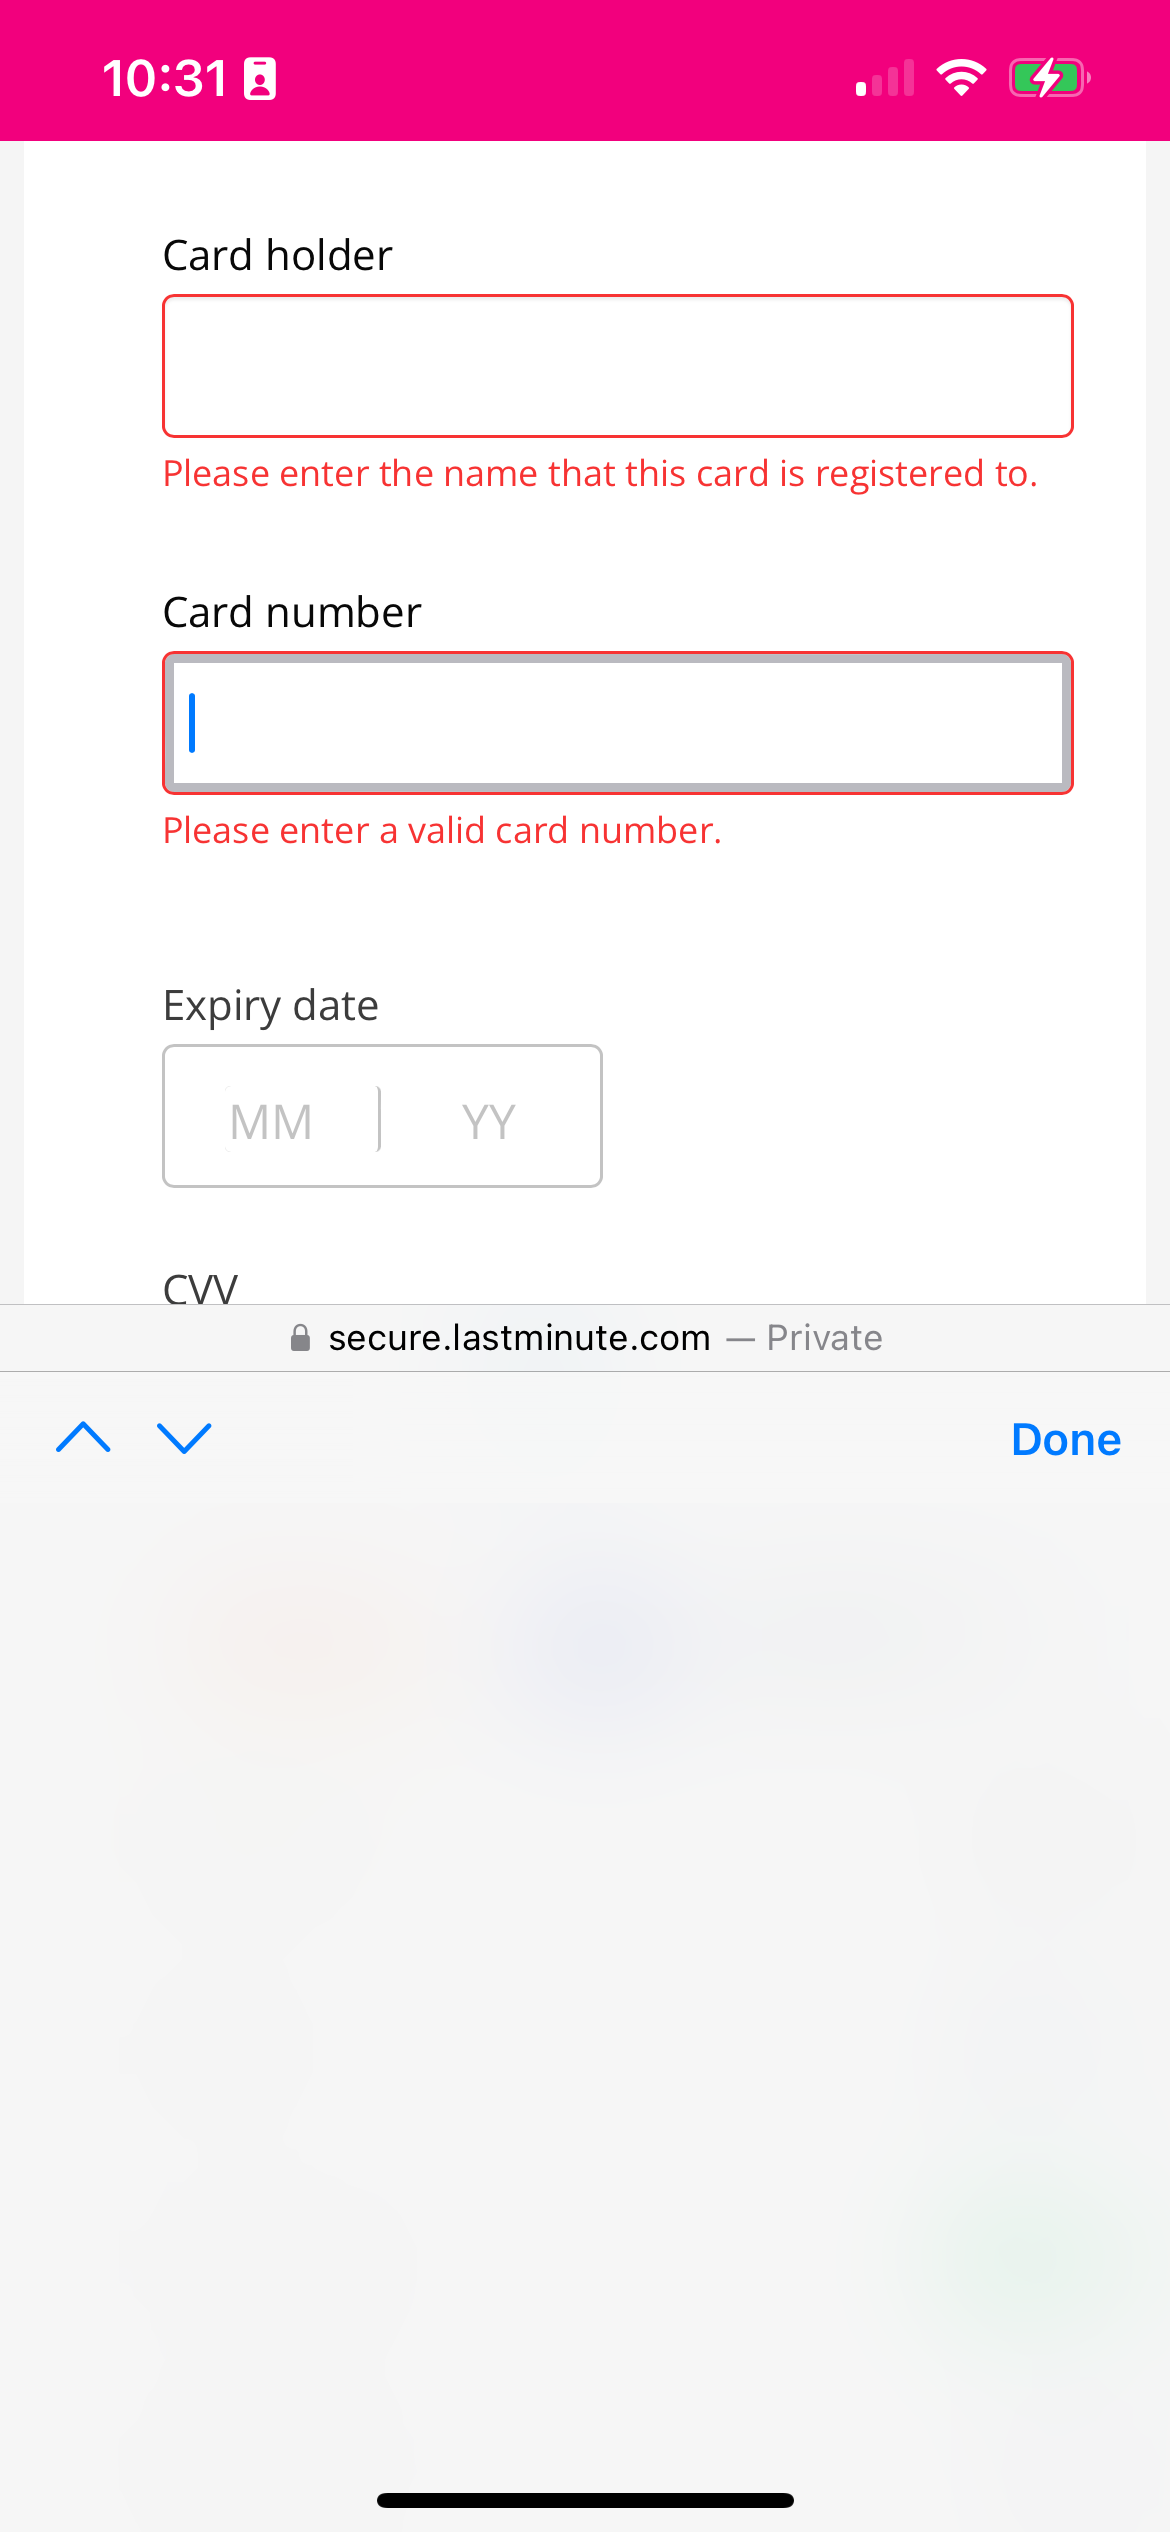 10:31
Card holder
Please enter the name that this card is registered to.
Card number
Please enter a valid card number.
Expiry date
MM YY
CVV
secure.lastminute.com — Private
Done